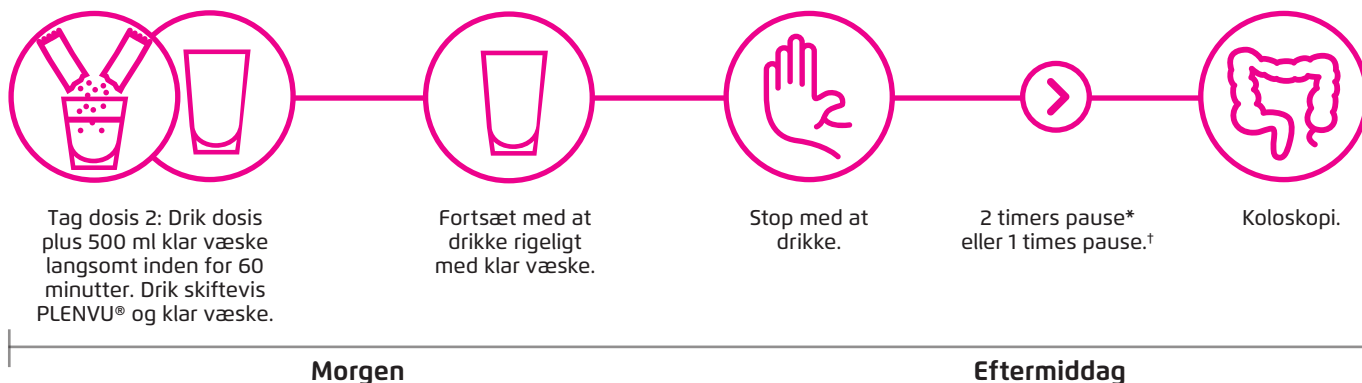 Tag dosis 2: Drik dosis
plus 500 ml klar væske
langsomt inden for 60
minutter. Drik skiftevis
PLENVU® og klar væske.
Fortsæt med at
drikke rigeligt
med klar væske.
Stop med at
drikke.
2 timers pause*
eller 1 times pause.†
Koloskopi.
Morgen
Eftermiddag